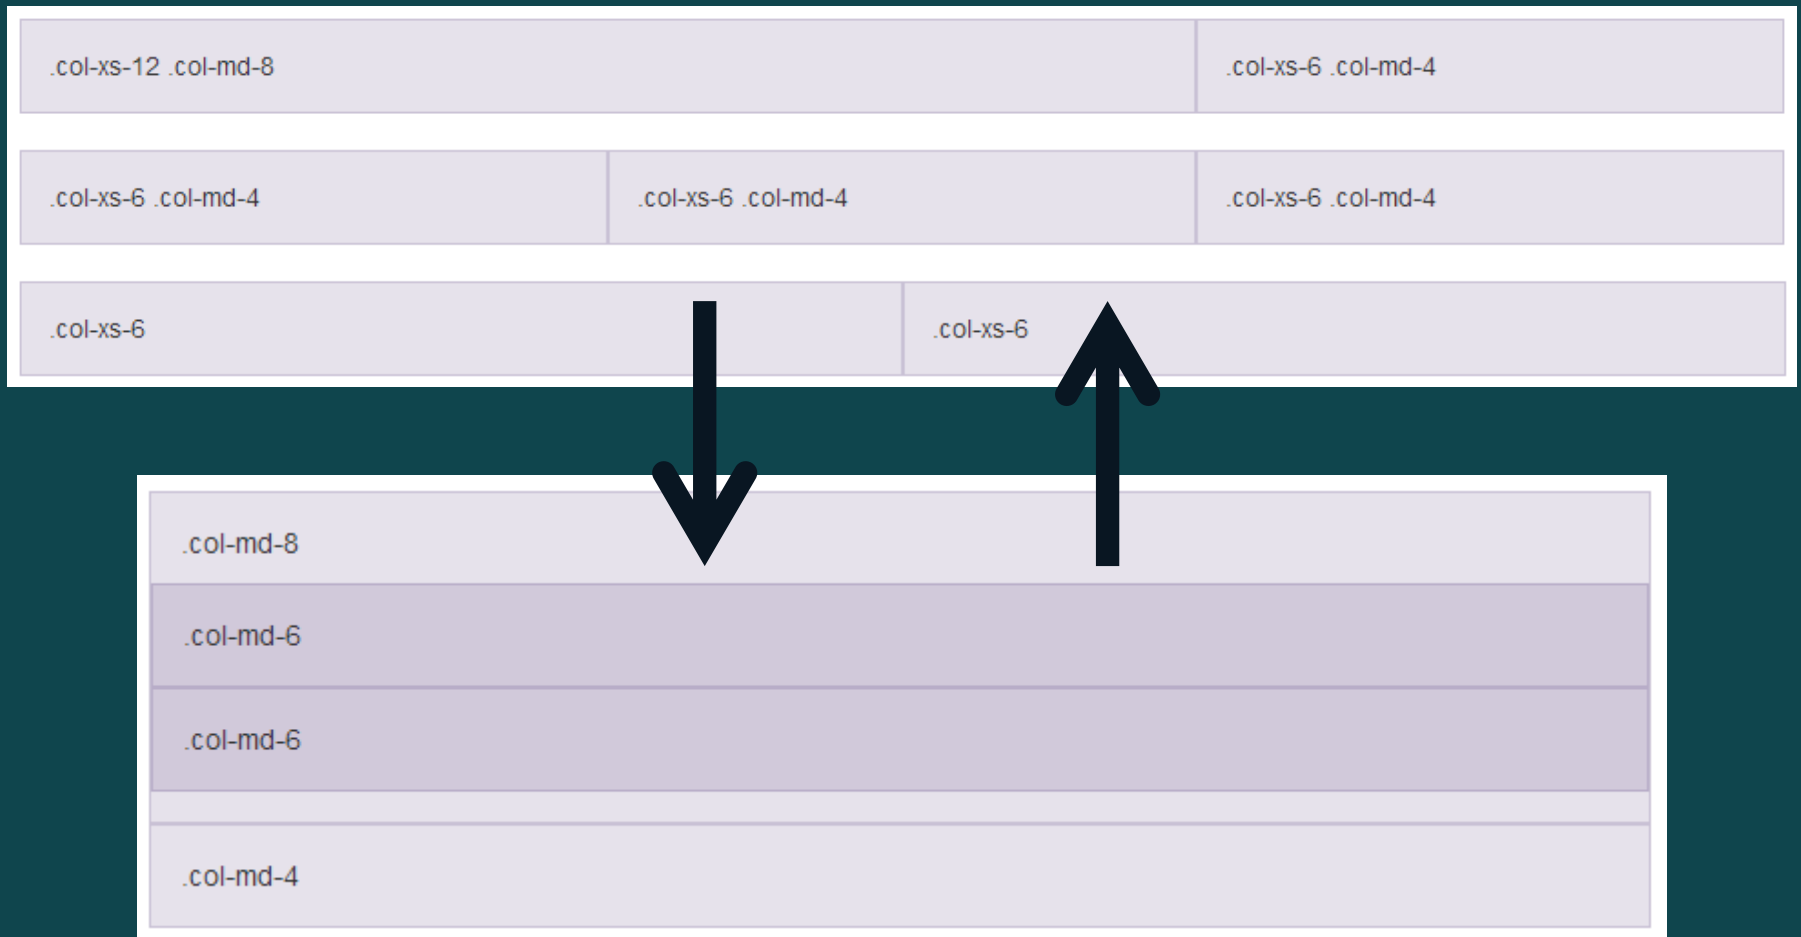 .col-xs-12 .col-md-8 .col-xs-6 .col-md-4
.col-xs-6 .col-md-4 .col-xs-6 .col-md-4 .col-xs-6 .col-md-4
.col-xs-6 .col-xs-6
.col-md-8
.col-md-6
.col-md-6
.col-md-4